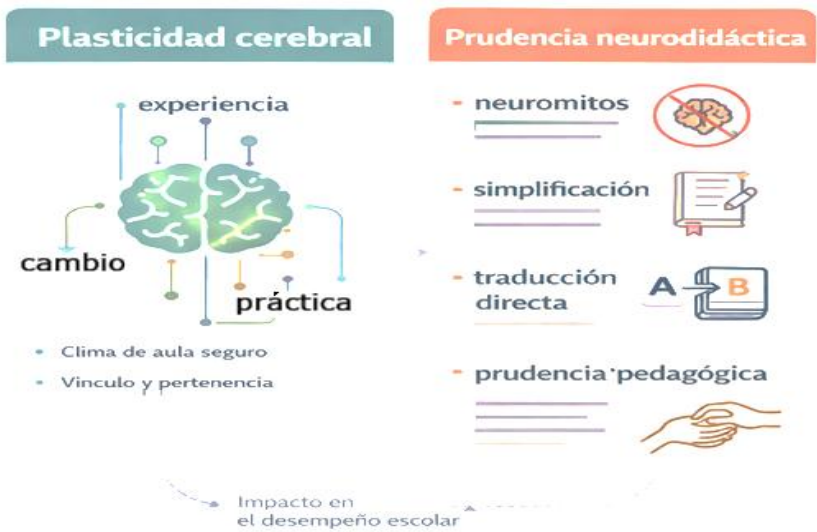 Plasticidad cerebral
experiencia
cambio
práctica
• Clima de aula seguro
• Vinculo y pertenencia
Prudencia neurodidáctica
• neuromitos
• simplificación
• traducción
directa
A B
• prudencia pedagógica
Impacto en
el desempeño escolar